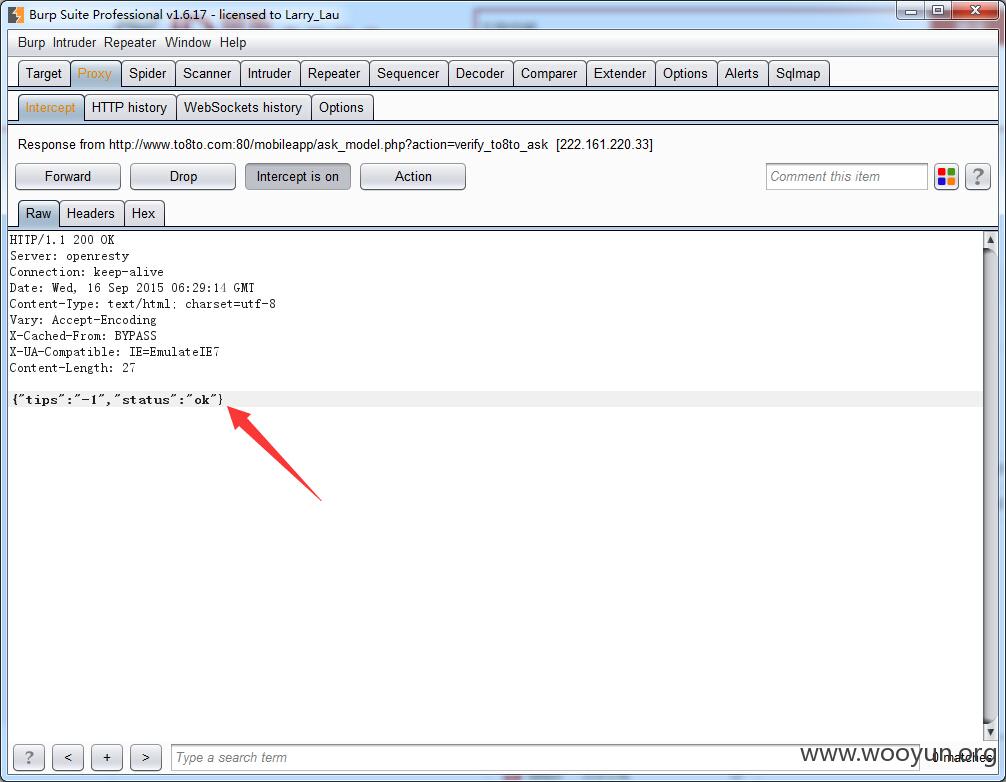 Burp Suite Professional v1.6.17 - licensed to Larry_Lau
Burp Intruder Repeater Window Help
Target Proxy Spider Scanner Intruder Repeater Sequencer Decoder Comparer Extender Options Alerts Sqlmap
Intercept HTTP history WebSockets history Options
Response from http://www.to8to.com:80/mobileapp/ask_model.php?action=verify_to8to_ask [222.161.220.33]
Forward Drop Intercept is on Action Comment this item ?
Raw Headers Hex
HTTP/1.1 200 OK
Server: openresty
Connection: keep-alive
Date: Wed, 16 Sep 2015 06:29:14 GMT
Content-Type: text/html; charset=utf-8
Vary: Accept-Encoding
X-Cached-From: BYPASS
X-UA-Compatible: IE=EmulateIE7
Content-Length: 27
{"tips":"-1","status":"ok"}
? < + > Type a search term 0 matches
www.wooyun.org